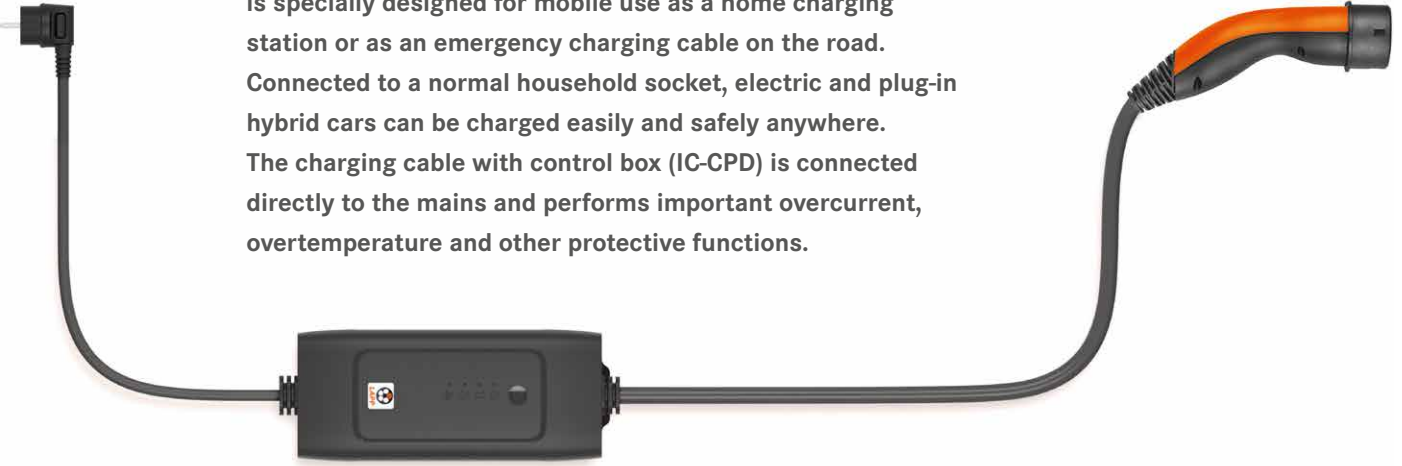 is specially designed for mobile use as a home charging
station or as an emergency charging cable on the road.
Connected to a normal household socket, electric and plug-in
hybrid cars can be charged easily and safely anywhere.
The charging cable with control box (IC-CPD) is connected
directly to the mains and performs important overcurrent,
overtemperature and other protective functions.
LAPP